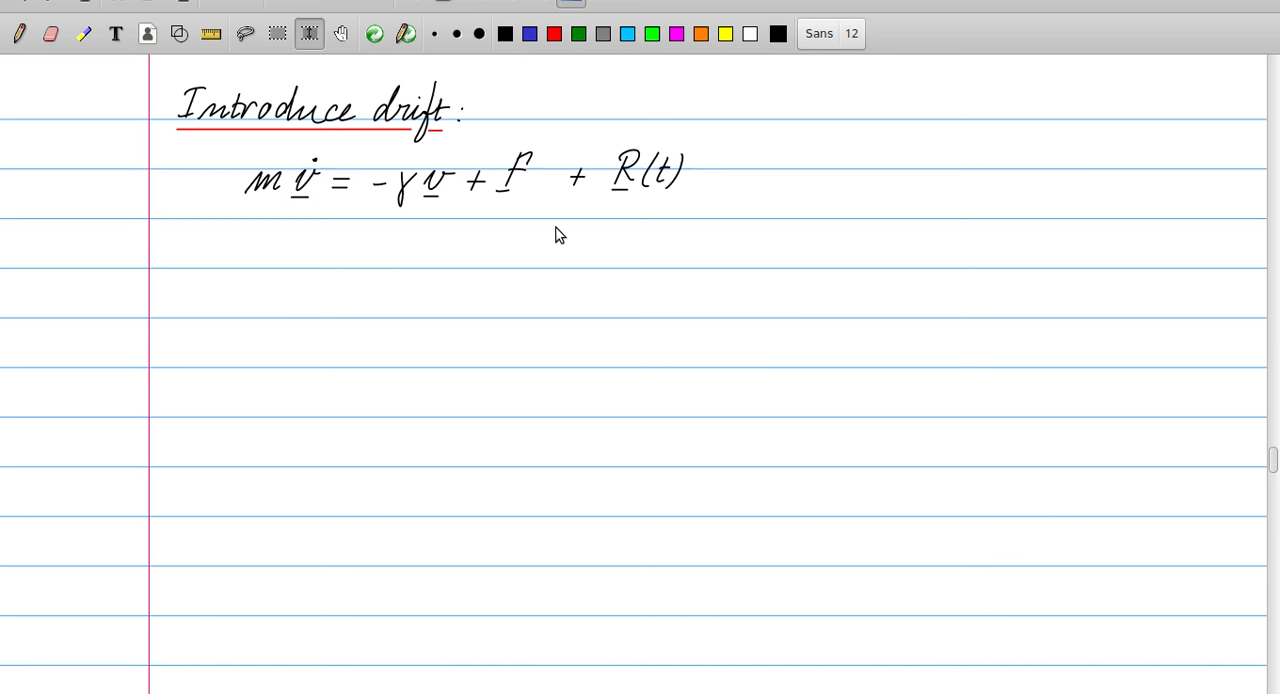 Sans 12
Introduce drift:
m v̲̇ = -γ v̲ + F̲ + R̲(t)